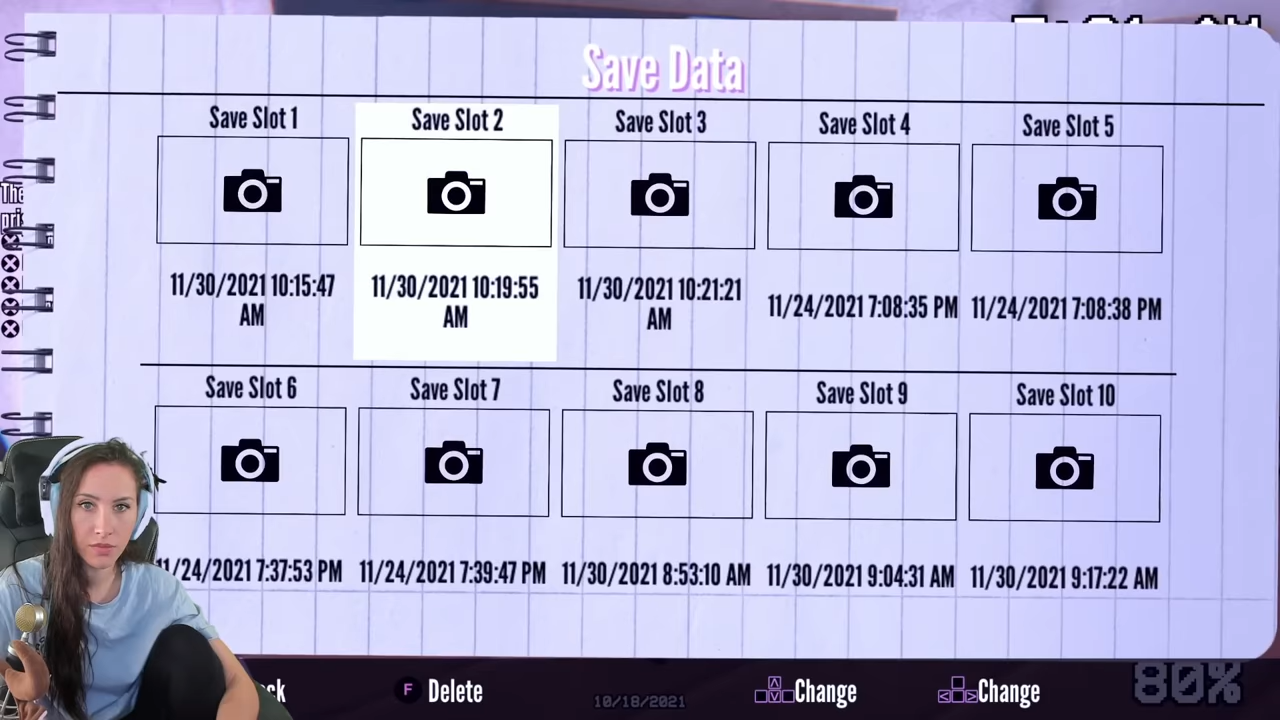 Save Data
Save Slot 1
Save Slot 2
Save Slot 3
Save Slot 4
Save Slot 5
11/30/2021 10:15:47
AM
11/30/2021 10:19:55
AM
11/30/2021 10:21:21
AM
11/24/2021 7:08:35 PM
11/24/2021 7:08:38 PM
Save Slot 6
Save Slot 7
Save Slot 8
Save Slot 9
Save Slot 10
11/24/2021 7:37:53 PM
11/24/2021 7:39:47 PM
11/30/2021 8:53:10 AM
11/30/2021 9:04:31 AM
11/30/2021 9:17:22 AM
F Delete
10/18/2021
Change
Change
80%